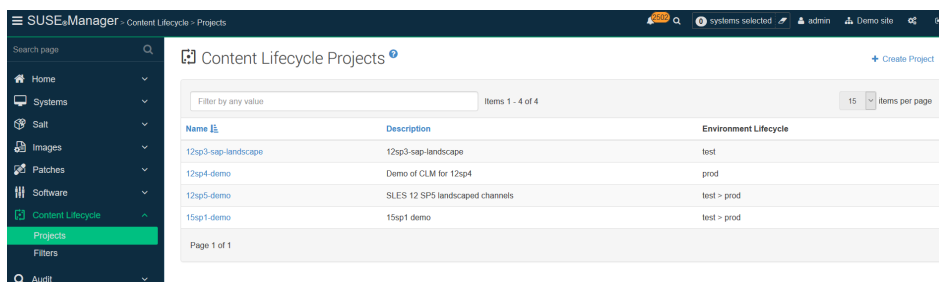 SUSE®Manager > Content Lifecycle > Projects
2502 0 systems selected admin Demo site
Search page
Home
Systems
Salt
Images
Patches
Software
Content Lifecycle
Projects
Filters
Audit
Content Lifecycle Projects ?
+ Create Project
Filter by any value Items 1 - 4 of 4 15 items per page
Name Description Environment Lifecycle
12sp3-sap-landscape 12sp3-sap-landscape test
12sp4-demo Demo of CLM for 12sp4 prod
12sp5-demo SLES 12 SP5 landscaped channels test > prod
15sp1-demo 15sp1 demo test > prod
Page 1 of 1